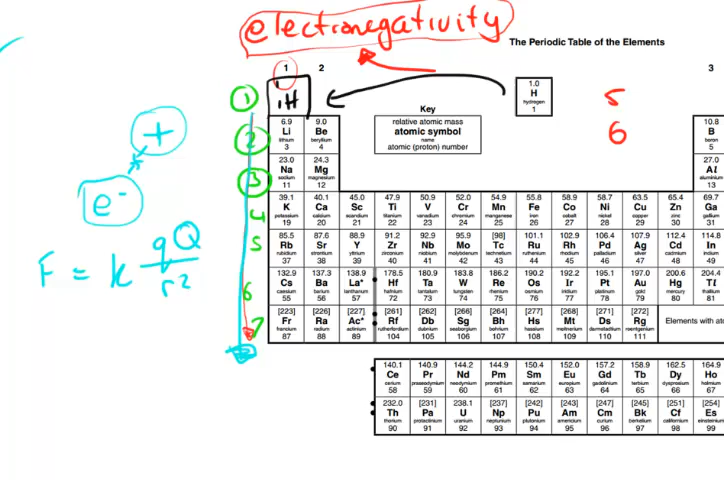 electronegativity
The Periodic Table of the Elements
1 2 3
① 1H
1.0 H hydrogen 1
5
6
Key
relative atomic mass
atomic symbol
name
atomic (proton) number
+
e-
F = k qQ
r²
② ③ 4 5 6 7
6.9 9.0 10.8
Li Be B
lithium beryllium boron
3 4 5
23.0 24.3 27.0
Na Mg Al
sodium magnesium aluminium
11 12 13
39.1 40.1 45.0 47.9 50.9 52.0 54.9 55.8 58.9 58.7 63.5 65.4 69.7
K Ca Sc Ti V Cr Mn Fe Co Ni Cu Zn Ga
potassium calcium scandium titanium vanadium chromium manganese iron cobalt nickel copper zinc gallium
19 20 21 22 23 24 25 26 27 28 29 30 31
85.5 87.6 88.9 91.2 92.9 95.9 [98] 101.1 102.9 106.4 107.9 112.4 114.8
Rb Sr Y Zr Nb Mo Tc Ru Rh Pd Ag Cd In
rubidium strontium yttrium zirconium niobium molybdenum technetium ruthenium rhodium palladium silver cadmium indium
37 38 39 40 41 42 43 44 45 46 47 48 49
132.9 137.3 138.9 178.5 180.9 183.8 186.2 190.2 192.2 195.1 197.0 200.6 204.4
Cs Ba La* Hf Ta W Re Os Ir Pt Au Hg Tl
caesium barium lanthanum hafnium tantalum tungsten rhenium osmium iridium platinum gold mercury thallium
55 56 57 72 73 74 75 76 77 78 79 80 81
[223] [226] [227] [261] [262] [266] [264] [277] [268] [271] [272]
Fr Ra Ac* Rf Db Sg Bh Hs Mt Ds Rg Elements with ato
francium radium actinium rutherfordium dubnium seaborgium bohrium hassium meitnerium darmstadtium roentgenium
87 88 89 104 105 106 107 108 109 110 111
140.1 140.9 144.2 144.9 150.4 152.0 157.2 158.9 162.5 164.9
Ce Pr Nd Pm Sm Eu Gd Tb Dy Ho
cerium praseodymium neodymium promethium samarium europium gadolinium terbium dysprosium holmium
58 59 60 61 62 63 64 65 66 67
232.0 [231] 238.1 [237] [242] [243] [247] [245] [251] [254]
Th Pa U Np Pu Am Cm Bk Cf Es
thorium protactinium uranium neptunium plutonium americium curium berkelium californium einsteinium
90 91 92 93 94 95 96 97 98 99